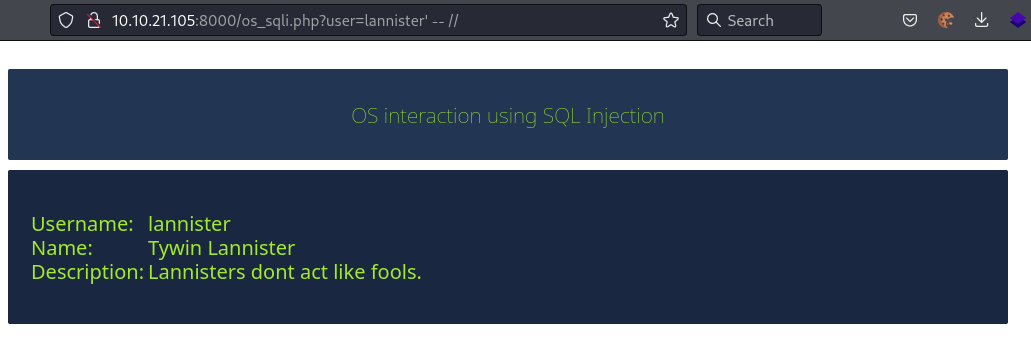 10.10.21.105:8000/os_sqli.php?user=lannister' -- //
Search
OS interaction using SQL Injection
Username: lannister
Name: Tywin Lannister
Description: Lannisters dont act like fools.